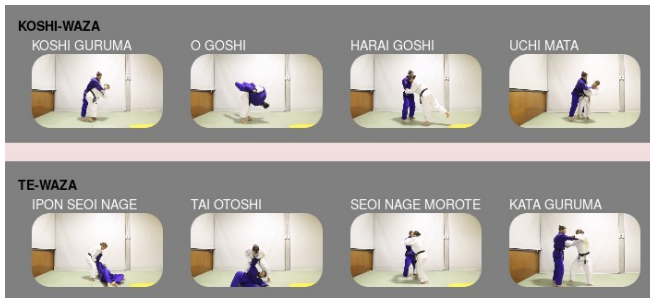 KOSHI-WAZA
KOSHI GURUMA O GOSHI HARAI GOSHI UCHI MATA
TE-WAZA
IPON SEOI NAGE TAI OTOSHI SEOI NAGE MOROTE KATA GURUMA